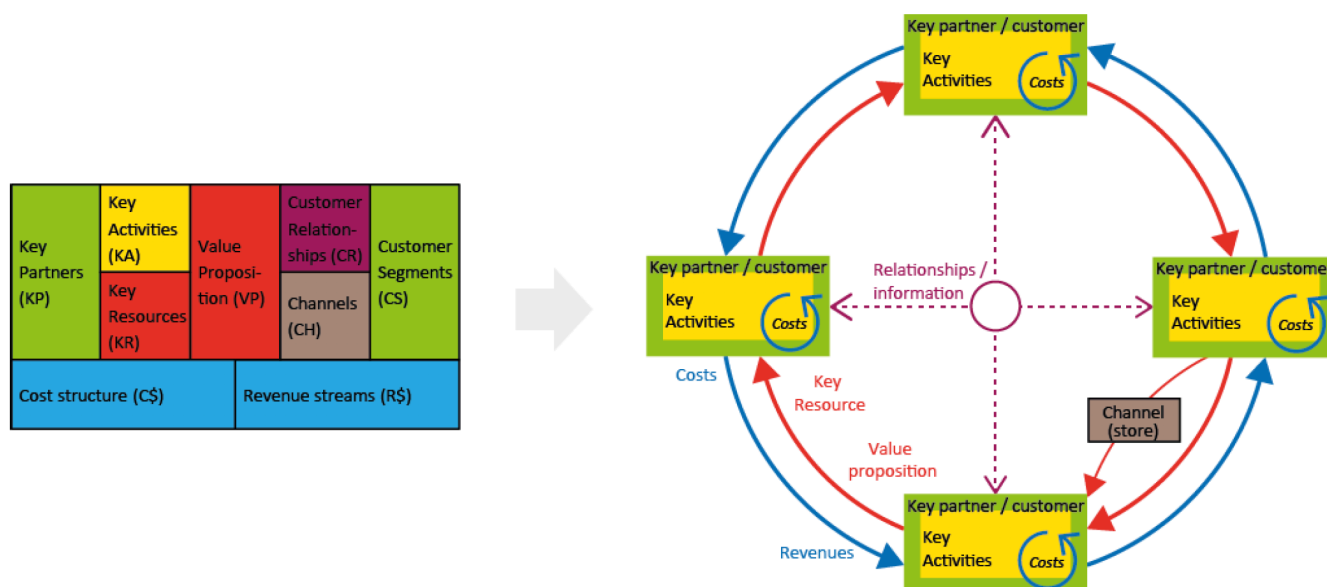 Key
Partners
(KP)
Key
Activities
(KA)
Key
Resources
(KR)
Value
Proposi-
tion (VP)
Customer
Relation-
ships (CR)
Channels
(CH)
Customer
Segments
(CS)
Cost structure (C$)
Revenue streams (R$)
Key partner / customer
Key
Activities
Costs
Key partner / customer
Key
Activities
Costs
Relationships /
information
Key partner / customer
Key
Activities
Costs
Costs
Key
Resource
Channel
(store)
Value
proposition
Revenues
Key partner / customer
Key
Activities
Costs